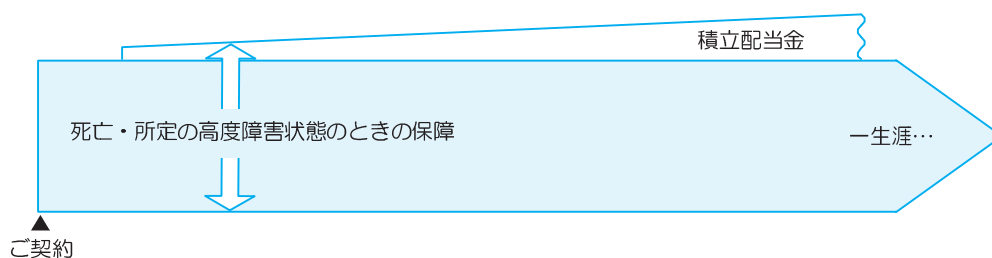 積立配当金
死亡・所定の高度障害状態のときの保障
一生涯…
ご契約